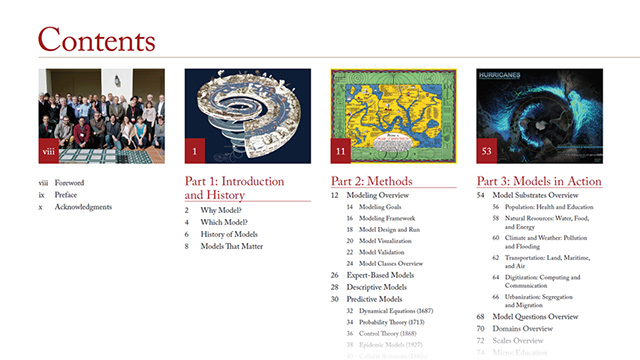 Contents
viii
viii Foreword
ix Preface
x Acknowledgments
1
Part 1: Introduction
and History
2 Why Model?
4 Which Model?
6 History of Models
8 Models That Matter
11
Part 2: Methods
12 Modeling Overview
14 Modeling Goals
16 Modeling Framework
18 Model Design and Run
20 Model Visualization
22 Model Validation
24 Model Classes Overview
26 Expert-Based Models
28 Descriptive Models
30 Predictive Models
32 Dynamical Equations (1687)
34 Probability Theory (1713)
36 Control Theory (1868)
38 Epidemic Models (1927)
HURRICANES
53
Part 3: Models in Action
54 Model Substrates Overview
56 Population: Health and Education
58 Natural Resources: Water, Food,
and Energy
60 Climate and Weather: Pollution
and Flooding
62 Transportation: Land, Maritime,
and Air
64 Digitization: Computing and
Communication
66 Urbanization: Segregation
and Migration
68 Model Questions Overview
70 Domains Overview
72 Scales Overview
74 Micro: Education